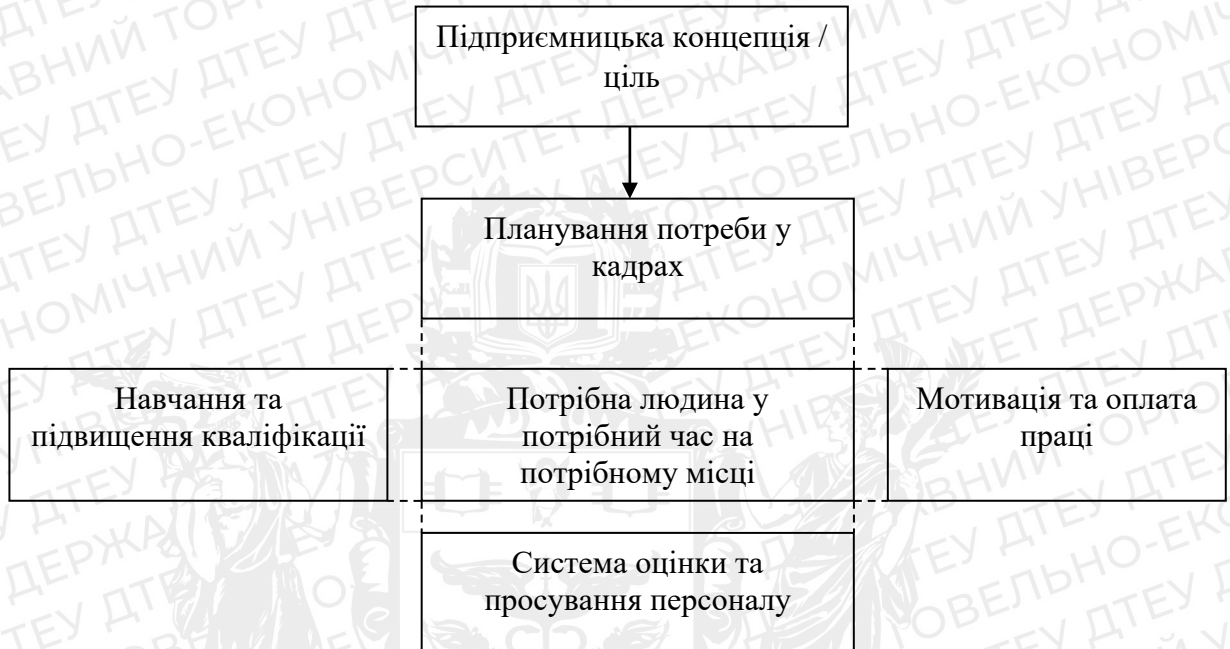 Підприємницька концепція /
ціль
Планування потреби у
кадрах
Навчання та
підвищення кваліфікації
Потрібна людина у
потрібний час на
потрібному місці
Мотивація та оплата
праці
Система оцінки та
просування персоналу